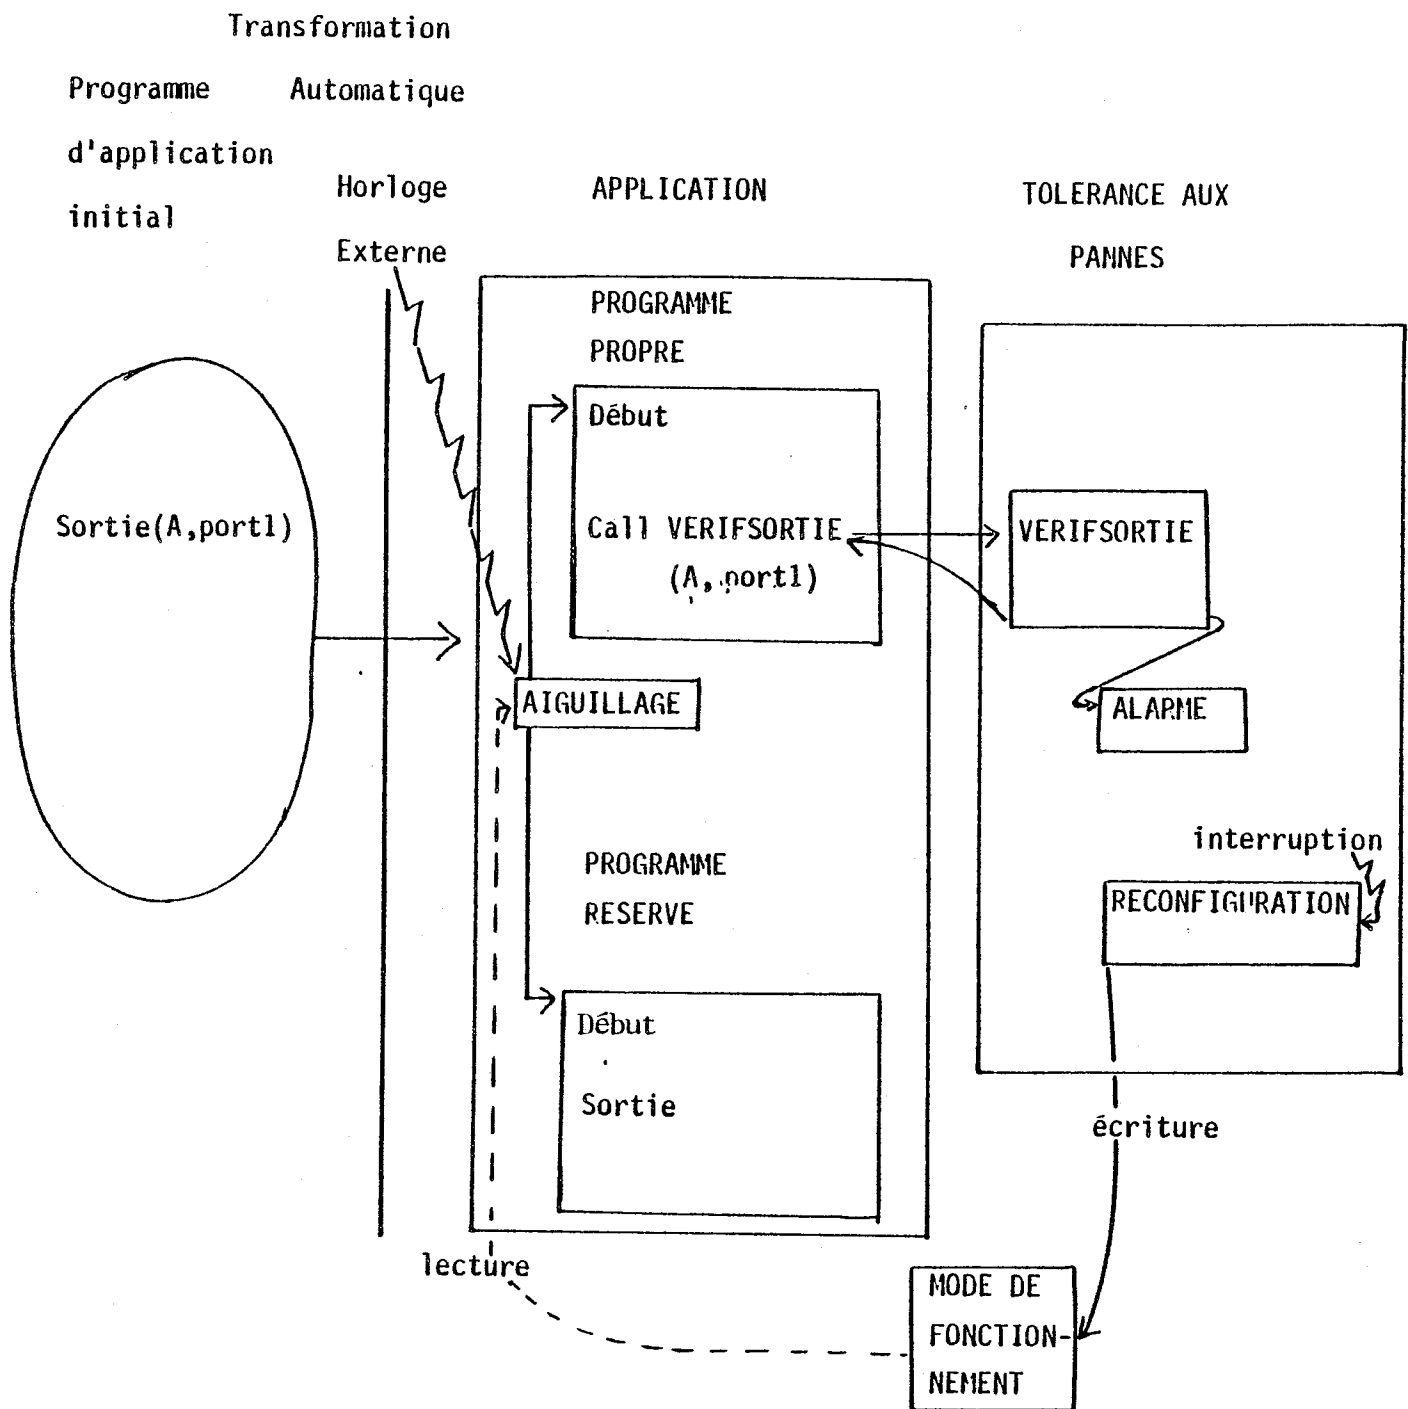 Transformation
Programme Automatique
d'application
initial
Horloge
Externe
APPLICATION
TOLERANCE AUX
PANNES
PROGRAMME
PROPRE
Début
Sortie(A,port1)
Call VERIFSORTIE
(A, port1)
VERIFSORTIE
AIGUILLAGE
ALARME
interruption
PROGRAMME
RESERVE
RECONFIGURATION
Début
Sortie
écriture
lecture
MODE DE
FONCTION-
NEMENT